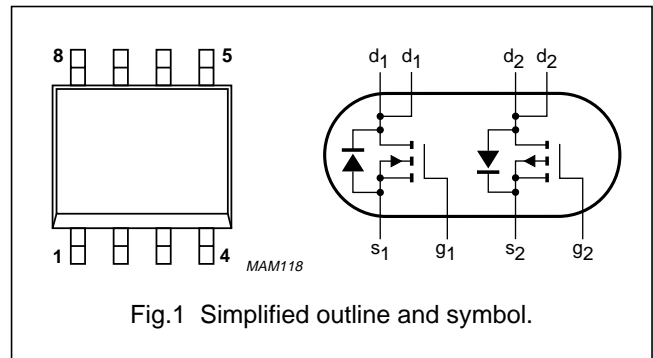 8 5 d1 d1 d2 d2
1 4 MAM118 s1 g1 s2 g2
Fig.1 Simplified outline and symbol.